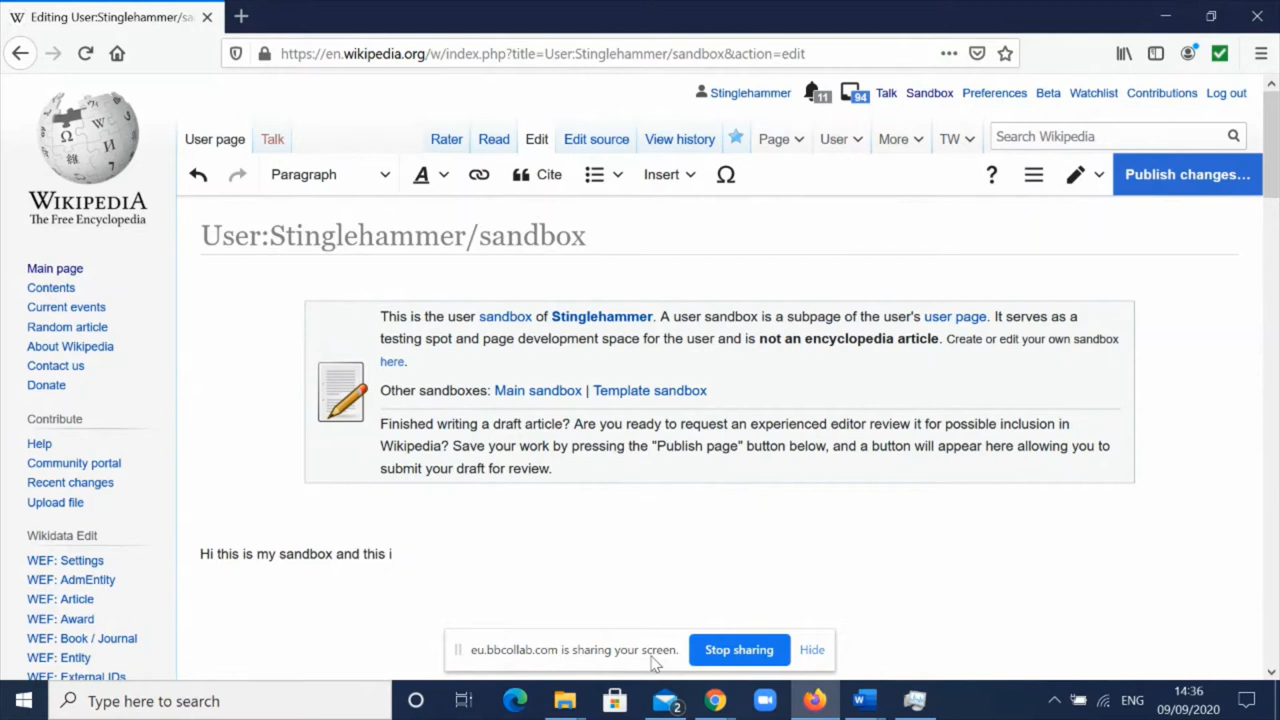 Editing User:Stinglehammer/sa
https://en.wikipedia.org/w/index.php?title=User:Stinglehammer/sandbox&action=edit
Stinglehammer 11 94 Talk Sandbox Preferences Beta Watchlist Contributions Log out
User page Talk Rater Read Edit Edit source View history Page User More TW Search Wikipedia
Paragraph A Cite Insert Ω ? Publish changes...
WIKIPEDIA
The Free Encyclopedia
User:Stinglehammer/sandbox
Main page
Contents
Current events
Random article
About Wikipedia
Contact us
Donate
Contribute
Help
Community portal
Recent changes
Upload file
Wikidata Edit
WEF: Settings
WEF: AdmEntity
WEF: Article
WEF: Award
WEF: Book / Journal
WEF: Entity
WEF: ExternalIDs
This is the user sandbox of Stinglehammer. A user sandbox is a subpage of the user's user page. It serves as a
testing spot and page development space for the user and is not an encyclopedia article. Create or edit your own sandbox
here.
Other sandboxes: Main sandbox | Template sandbox
Finished writing a draft article? Are you ready to request an experienced editor review it for possible inclusion in
Wikipedia? Save your work by pressing the "Publish page" button below, and a button will appear here allowing you to
submit your draft for review.
Hi this is my sandbox and this i
eu.bbcollab.com is sharing your screen. Stop sharing Hide
Type here to search
2
ENG
14:36
09/09/2020